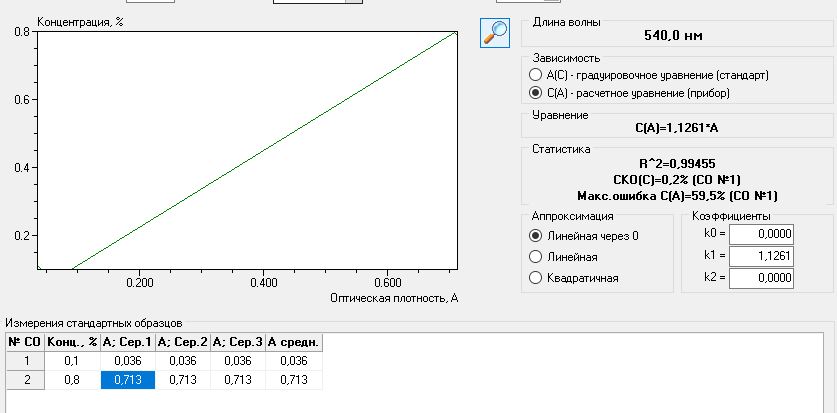 Концентрация, %
0.8
0.6
0.4
0.2
0.200
0.400
0.600
Оптическая плотность, А
Длина волны
540,0 нм
Зависимость
А(С) - градуировочное уравнение (стандарт)
С(А) - расчетное уравнение (прибор)
Уравнение
С(А)=1,1261*А
Статистика
R^2=0,99455
СКО(С)=0,2% (СО №1)
Макс.ошибка С(А)=59,5% (СО №1)
Аппроксимация
Линейная через 0
Линейная
Квадратичная
Коэффициенты
k0 = 0,0000
k1 = 1,1261
k2 = 0,0000
Измерения стандартных образцов
№ СО Конц., % А; Сер.1 А; Сер.2 А; Сер.3 А средн.
1 0,1 0,036 0,036 0,036 0,036
2 0,8 0,713 0,713 0,713 0,713